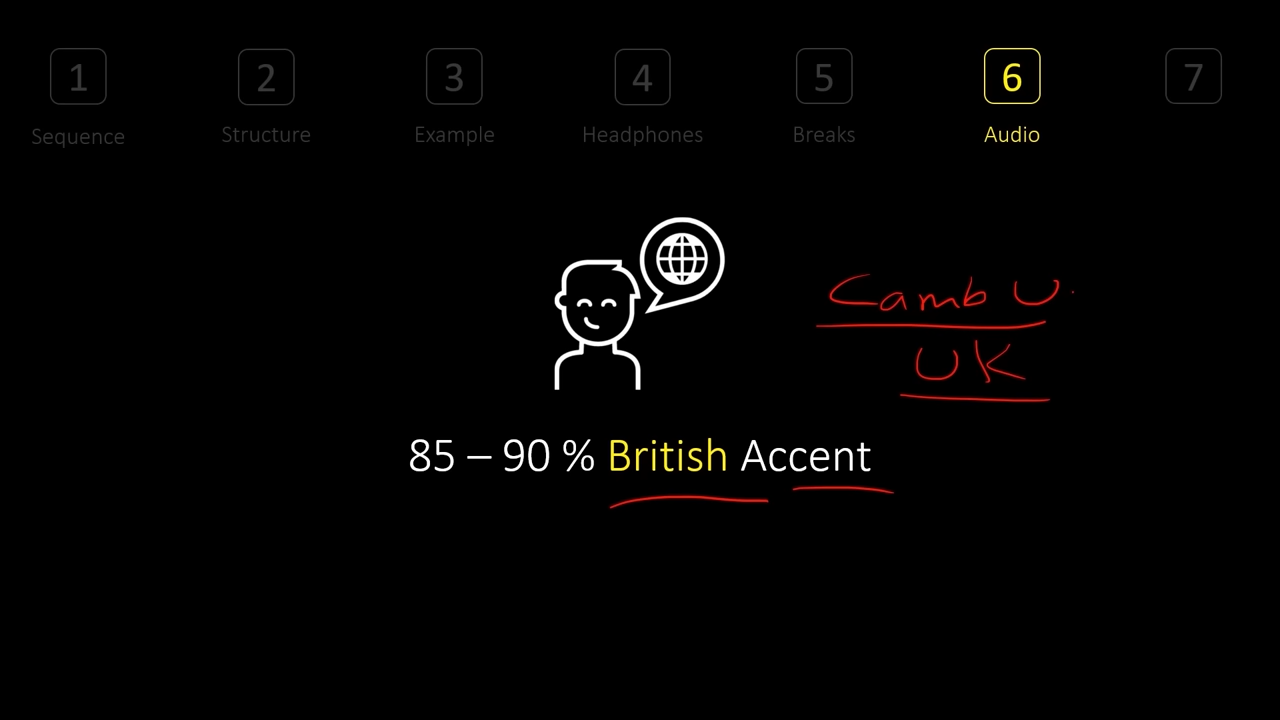 1 2 3 4 5 6 7
Sequence Structure Example Headphones Breaks Audio
Camb U.
UK
85 – 90 % British Accent